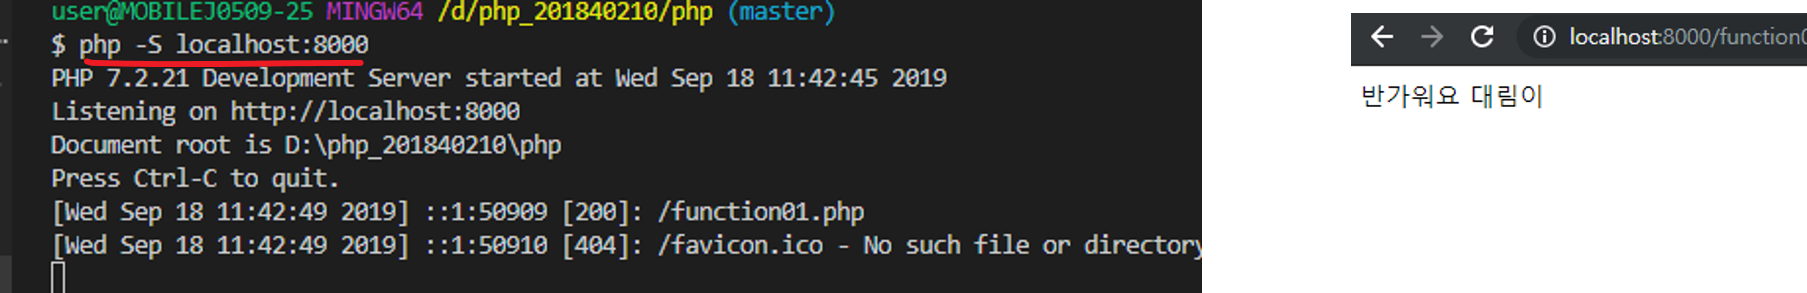 user@MOBILEJ0509-25 MINGW64 /d/php_201840210/php (master)
$ php -S localhost:8000
PHP 7.2.21 Development Server started at Wed Sep 18 11:42:45 2019
Listening on http://localhost:8000
Document root is D:\php_201840210\php
Press Ctrl-C to quit.
[Wed Sep 18 11:42:49 2019] ::1:50909 [200]: /function01.php
[Wed Sep 18 11:42:49 2019] ::1:50910 [404]: /favicon.ico - No such file or directory
localhost:8000/function0
반가워요 대림이